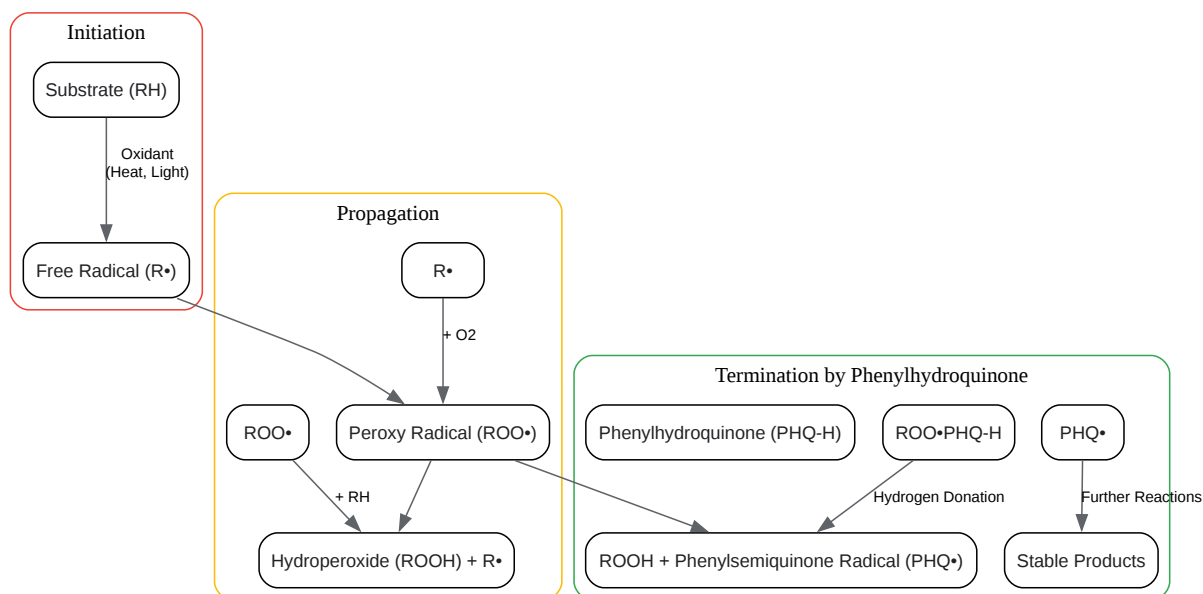 Initiation
Substrate (RH)
Oxidant
(Heat, Light)
Free Radical (R•)
Propagation
R•
+ O2
ROO•
Peroxy Radical (ROO•)
+ RH
Hydroperoxide (ROOH) + R•
Termination by Phenylhydroquinone
Phenylhydroquinone (PHQ-H)
ROO•PHQ-H
PHQ•
Hydrogen Donation
Further Reactions
ROOH + Phenylsemiquinone Radical (PHQ•)
Stable Products